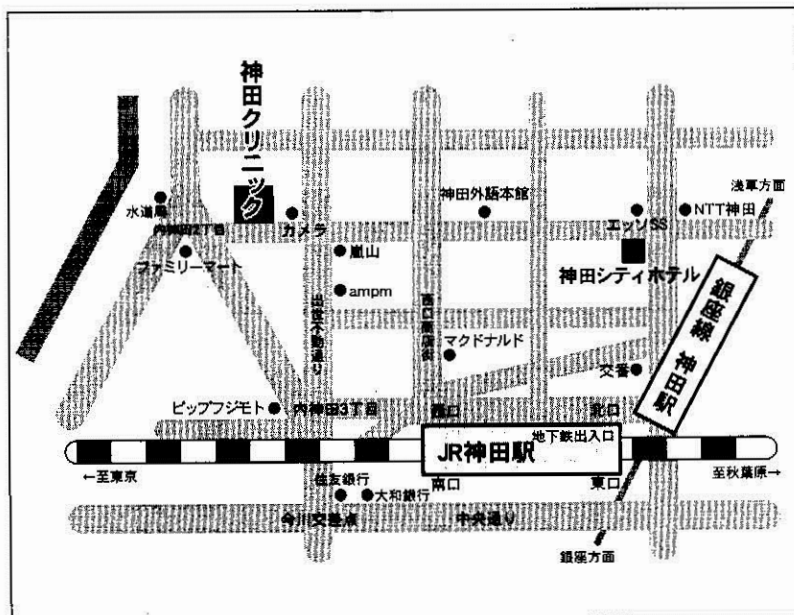 神田クリニック
浅草方面
水道局
内神田2丁目
カメラ
神田外語本館
エッソSS
NTT神田
ファミリーマート
嵐山
神田シティホテル
ampm
出世不動通り
西口商店街
マクドナルド
銀座線 神田駅
交番
ピップフジモト
内神田3丁目
西口
北口
地下鉄出入口
JR神田駅
←至東京
住友銀行
大和銀行
南口
東口
至秋葉原→
今川交差点
中央通り
銀座方面